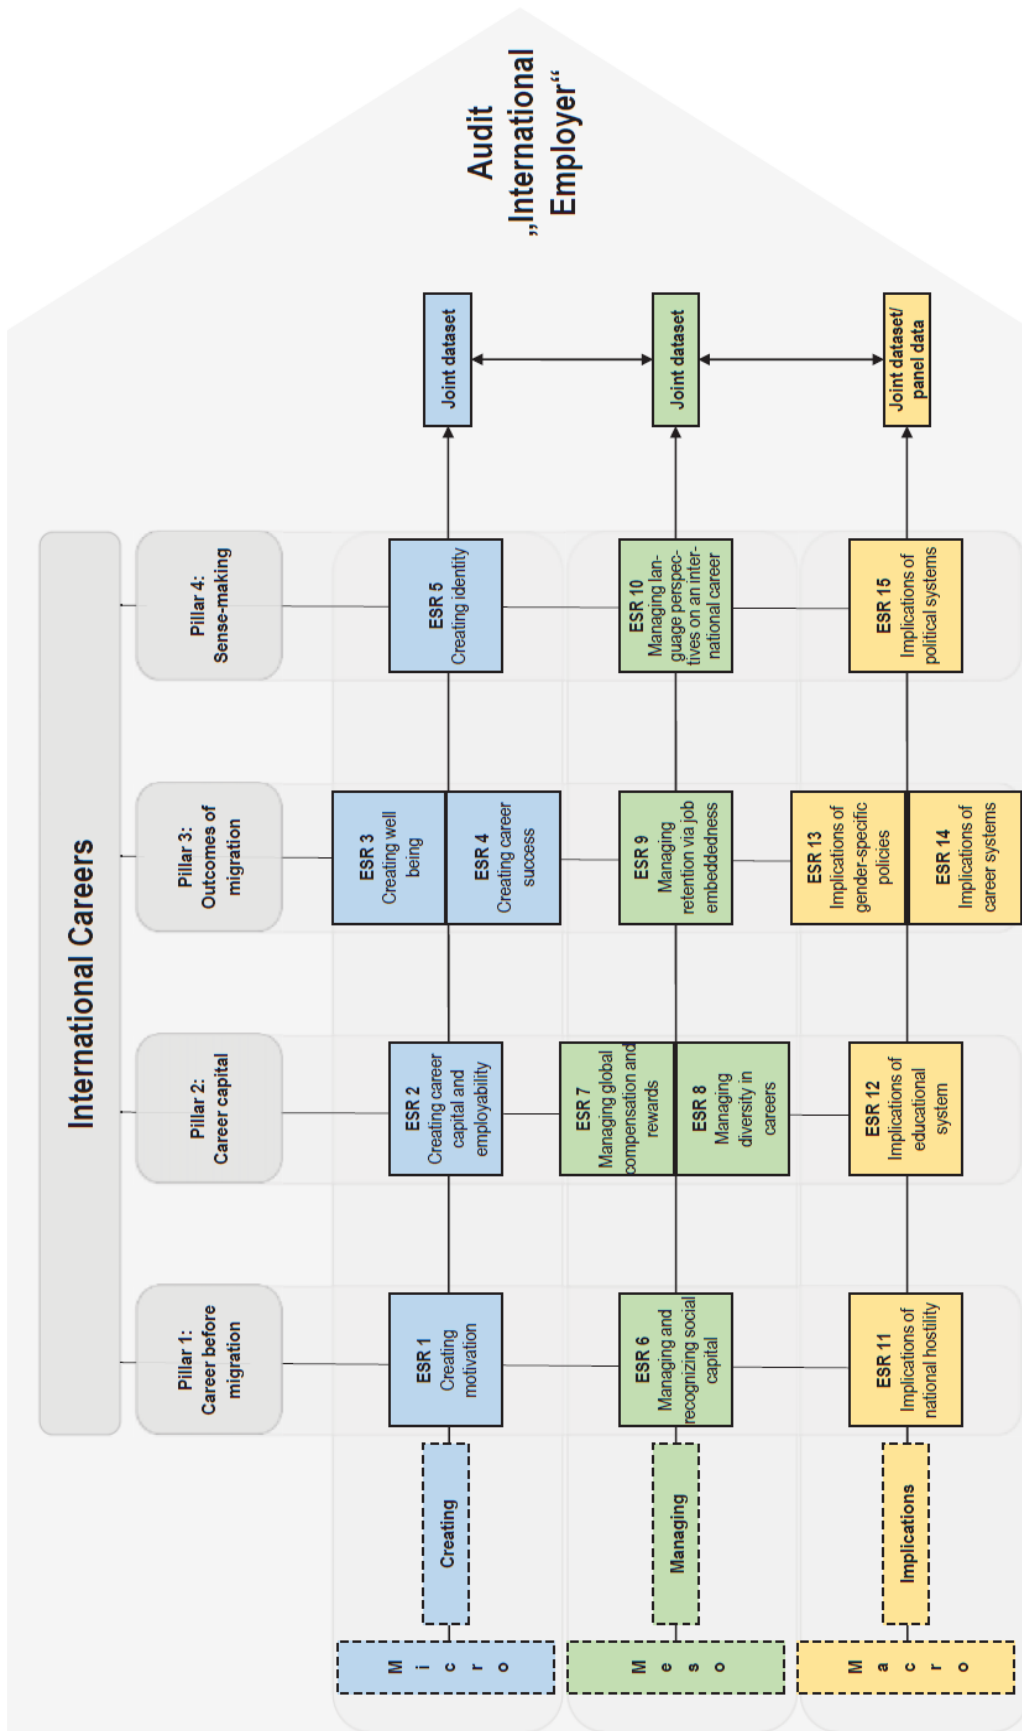 International Careers
Pillar 1:
Career before
migration
Pillar 2:
Career capital
Pillar 3:
Outcomes of
migration
Pillar 4:
Sense-making
M
i
c
r
o
Creating
ESR 1
Creating
motivation
ESR 2
Creating career
capital and
employability
ESR 3
Creating well
being
ESR 4
Creating career
success
ESR 5
Creating identity
Joint dataset
M
e
s
o
Managing
ESR 6
Managing and
recognizing social
capital
ESR 7
Managing global
compensation and
rewards
ESR 8
Managing
diversity in
careers
ESR 9
Managing
retention via job
embeddedness
ESR 10
Managing lan-
guage perspec-
tives on an inter-
national career
Joint dataset
M
a
c
r
o
Implications
ESR 11
Implications of
national hostility
ESR 12
Implications of
educational
system
ESR 13
Implications of
gender-specific
policies
ESR 14
Implications of
career systems
ESR 15
Implications of
political systems
Joint dataset/
panel data
Audit
„International
Employer“